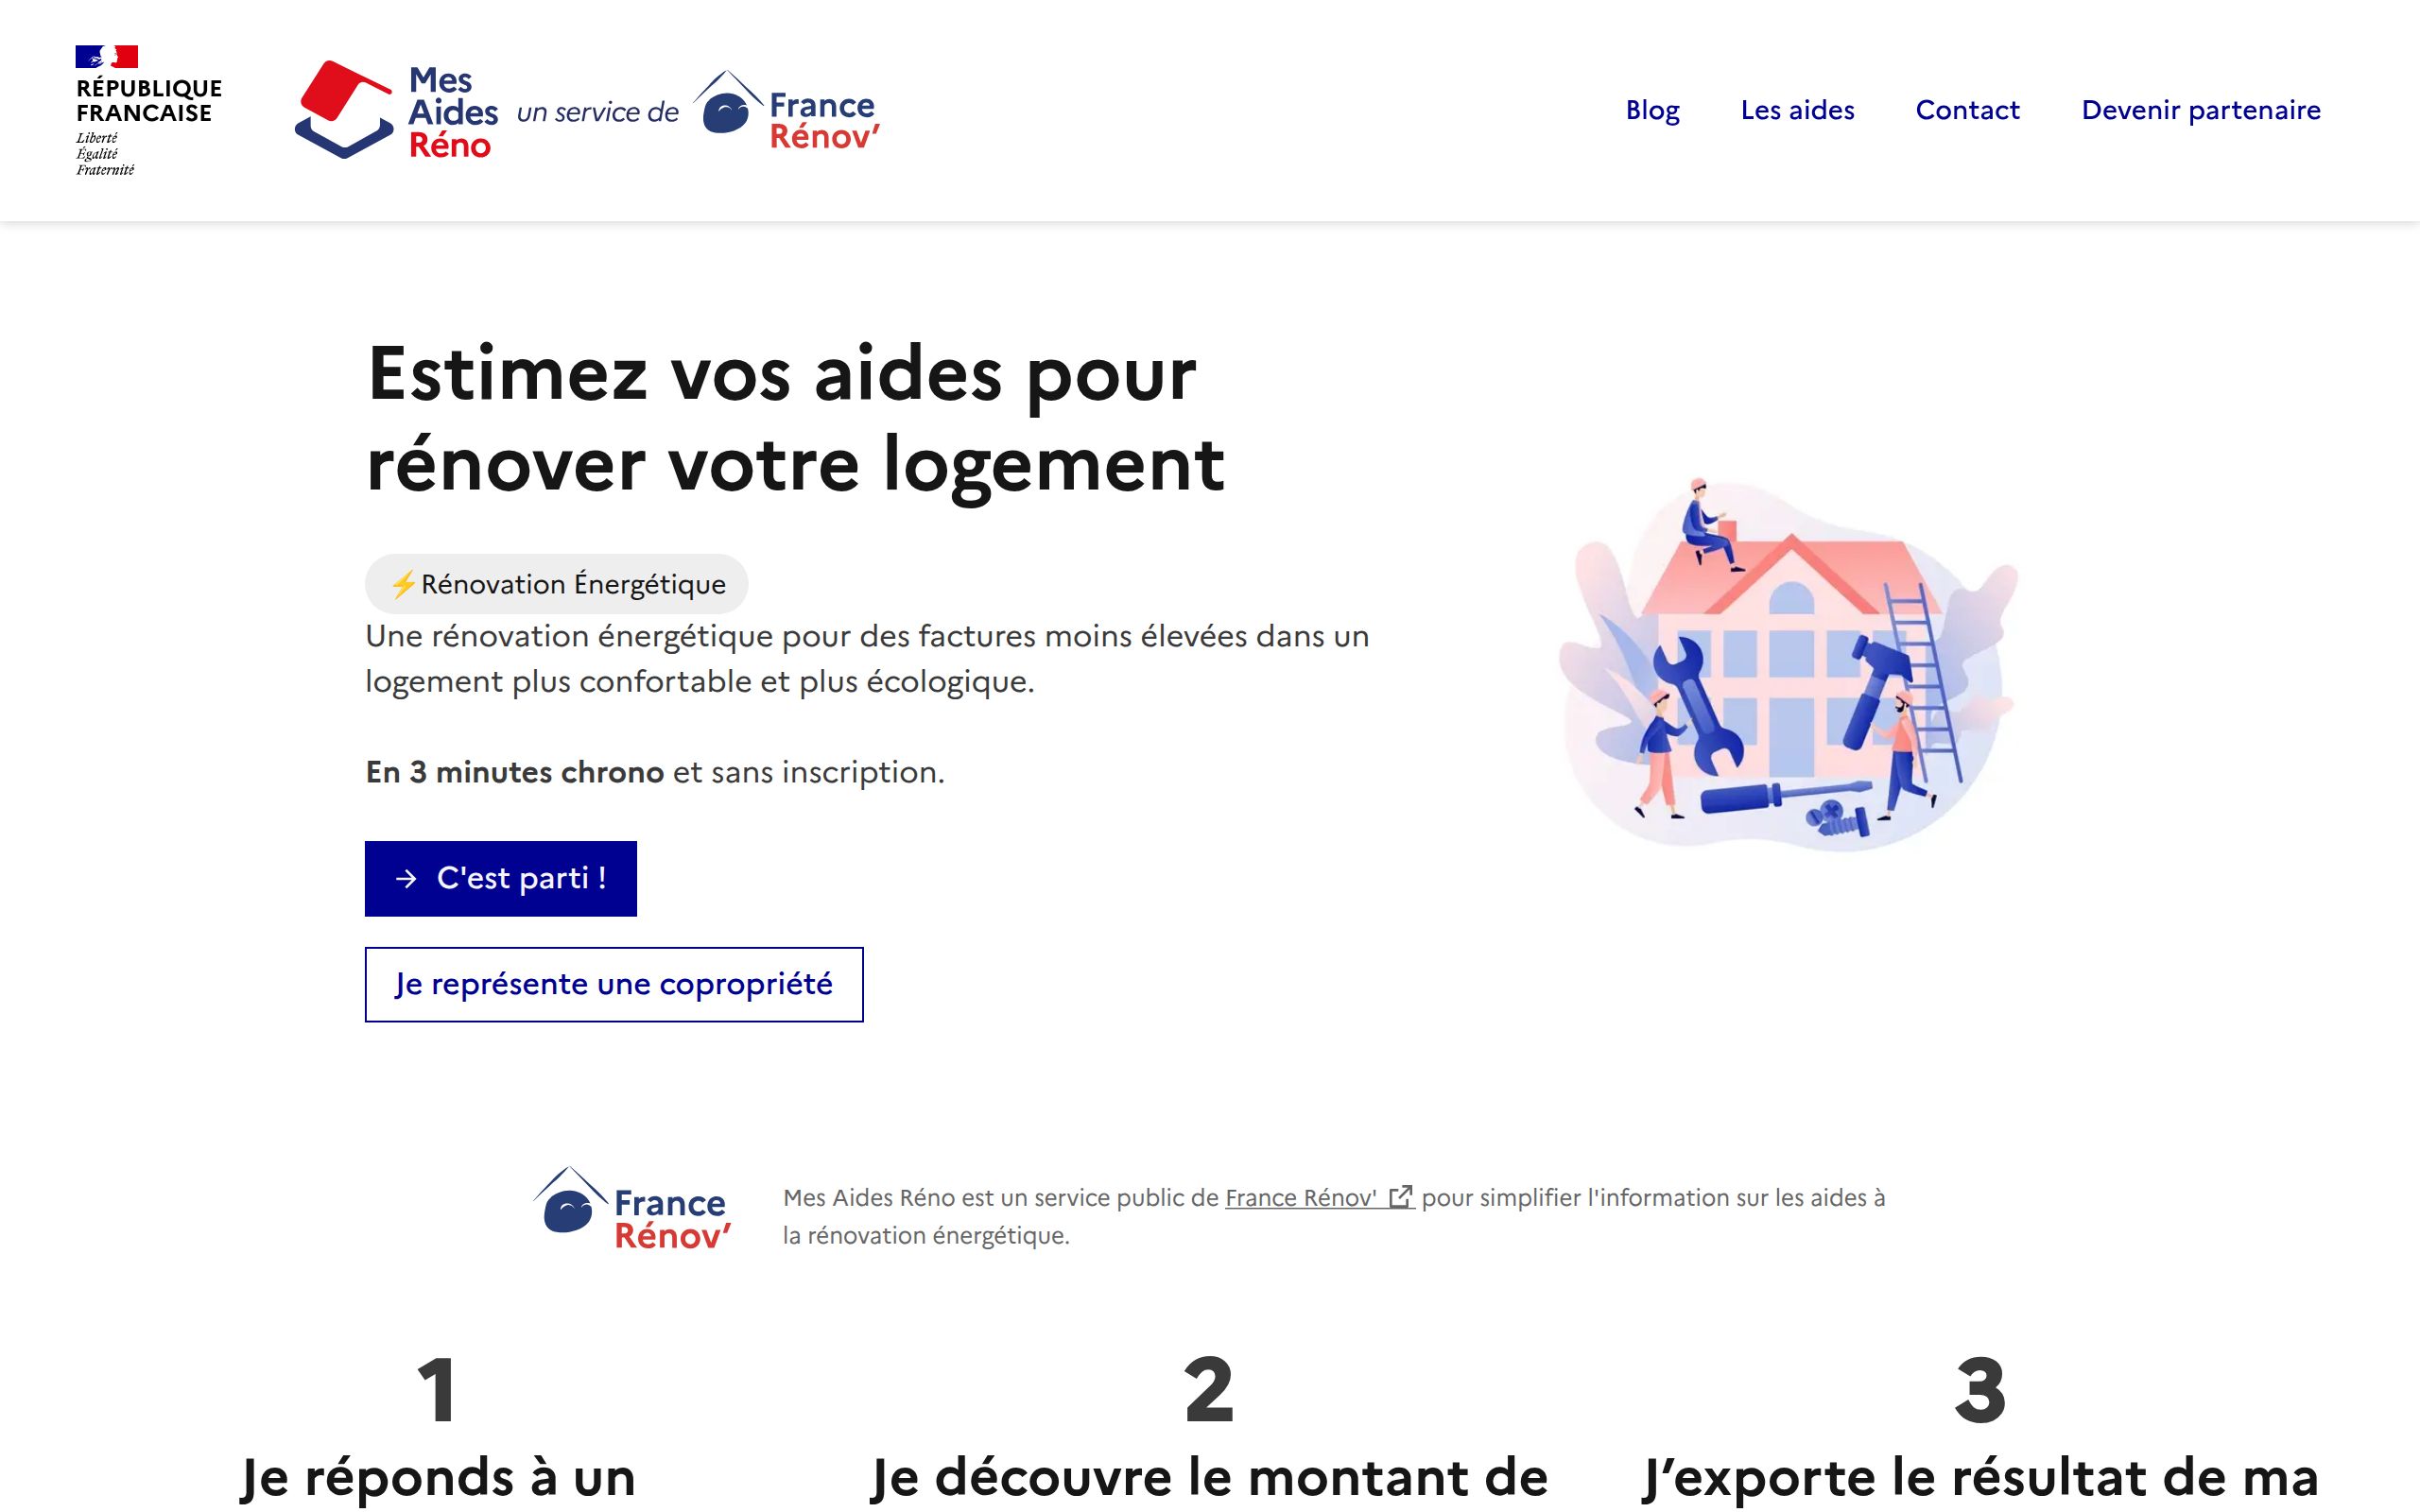 RÉPUBLIQUE
FRANCAISE
Liberté
Égalité
Fraternité
Mes
Aides
Réno
un service de
France
Rénov’
Blog
Les aides
Contact
Devenir partenaire
Estimez vos aides pour
rénover votre logement
⚡Rénovation Énergétique
Une rénovation énergétique pour des factures moins élevées dans un
logement plus confortable et plus écologique.
En 3 minutes chrono et sans inscription.
→ C'est parti !
Je représente une copropriété
France
Rénov’
Mes Aides Réno est un service public de France Rénov' pour simplifier l'information sur les aides à
la rénovation énergétique.
1
Je réponds à un
2
Je découvre le montant de
3
J’exporte le résultat de ma